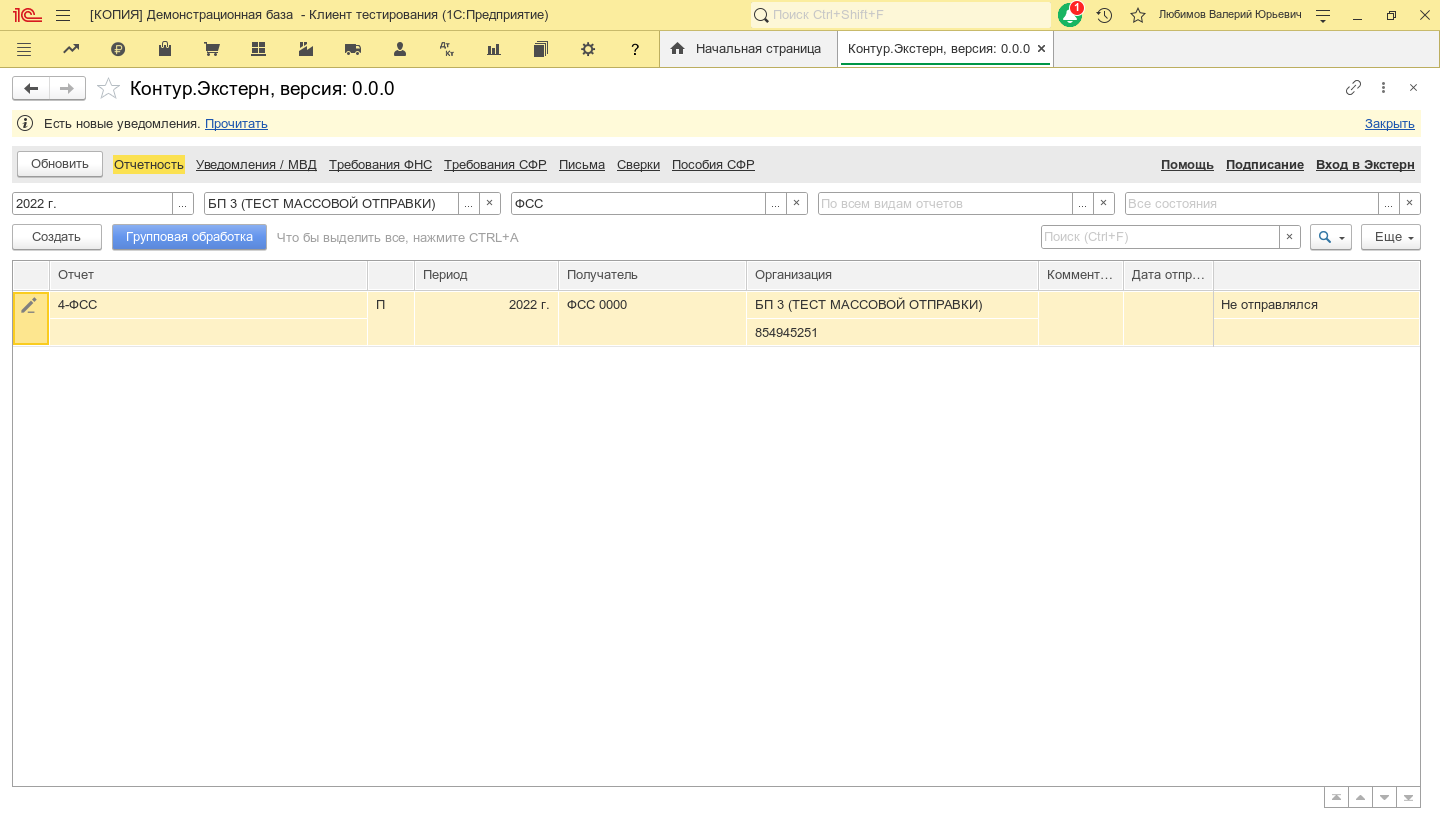 [КОПИЯ] Демонстрационная база - Клиент тестирования (1С:Предприятие)
Поиск Ctrl+Shift+F
1
Любимов Валерий Юрьевич
Дт Кт
?
Начальная страница
Контур.Экстерн, версия: 0.0.0
Контур.Экстерн, версия: 0.0.0
Есть новые уведомления. Прочитать
Закрыть
Обновить
Отчетность
Уведомления / МВД
Требования ФНС
Требования СФР
Письма
Сверки
Пособия СФР
Помощь
Подписание
Вход в Экстерн
2022 г.
...
БП 3 (ТЕСТ МАССОВОЙ ОТПРАВКИ)
...
ФСС
...
По всем видам отчетов
...
Все состояния
...
Создать
Групповая обработка
Что бы выделить все, нажмите CTRL+A
Поиск (Ctrl+F)
Еще
Отчет
Период
Получатель
Организация
Коммент...
Дата отпр...
4-ФСС
П
2022 г.
ФСС 0000
БП 3 (ТЕСТ МАССОВОЙ ОТПРАВКИ)
Не отправлялся
854945251